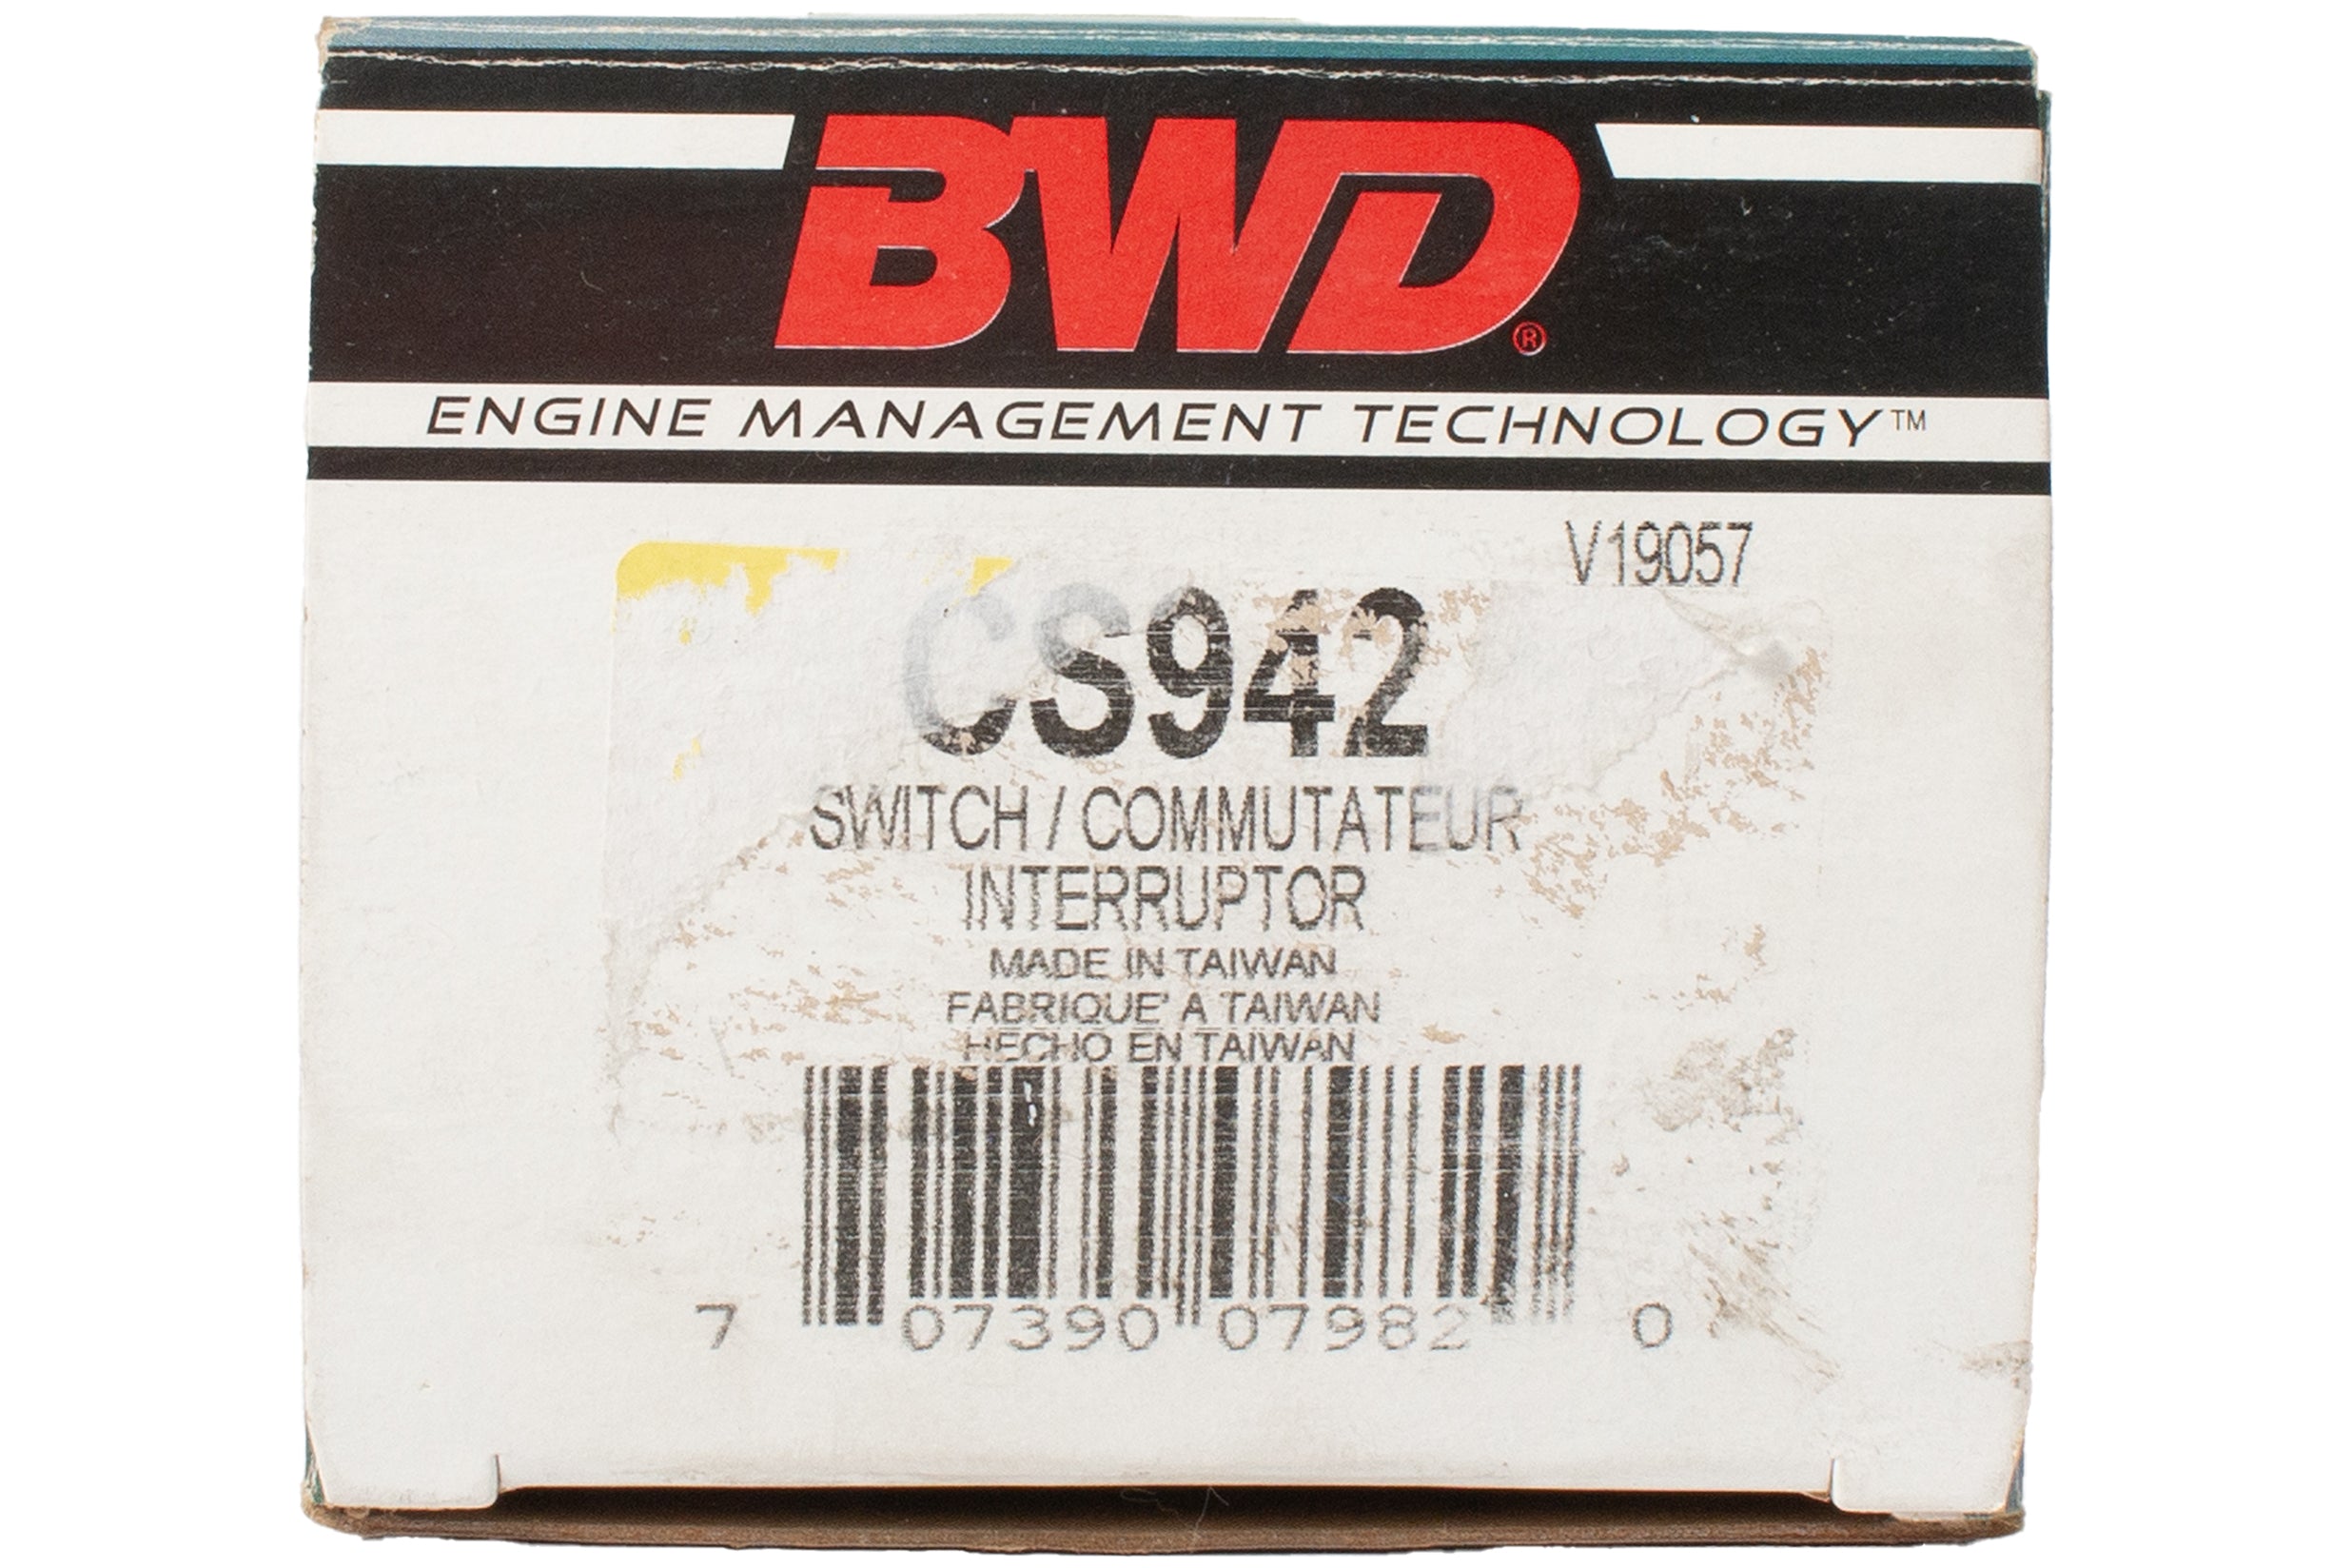 BWD®
ENGINE MANAGEMENT TECHNOLOGY™
V19057
CS942
SWITCH / COMMUTATEUR
INTERRUPTOR
MADE IN TAIWAN
FABRIQUE' A TAIWAN
HECHO EN TAIWAN
7 07390 07982 0